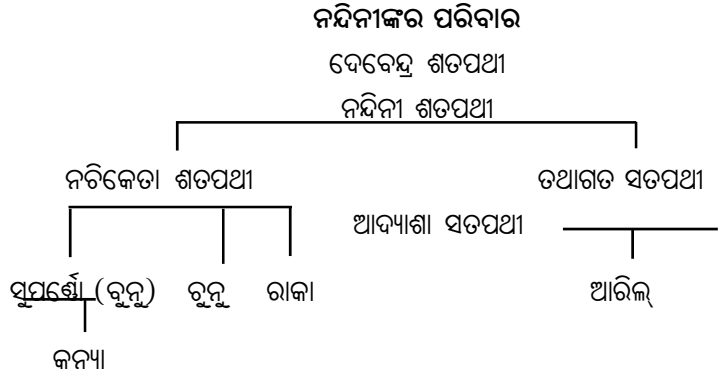 ନନ୍ଦିନୀଙ୍କର ପରିବାର
ଦେବେନ୍ଦ୍ର ଶତପଥୀ
ନନ୍ଦିନୀ ଶତପଥୀ
ନଚିକେତା ଶତପଥୀ ତଥାଗତ ସତପଥୀ
ଆଦ୍ୟାଶା ସତପଥୀ
ସୁପର୍ଣ୍ଣୋ (ବୁନୁ) ଚୁନୁ ରାକା ଆରିଲ୍
କନ୍ୟା